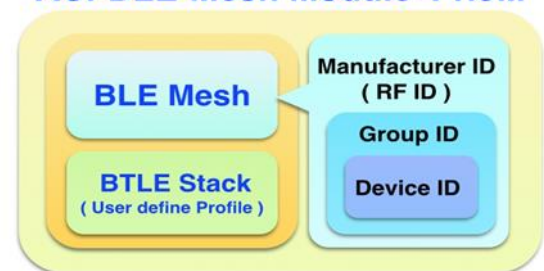 BLE Mesh
BTLE Stack
( User define Profile )
Manufacturer ID
( RF ID )
Group ID
Device ID